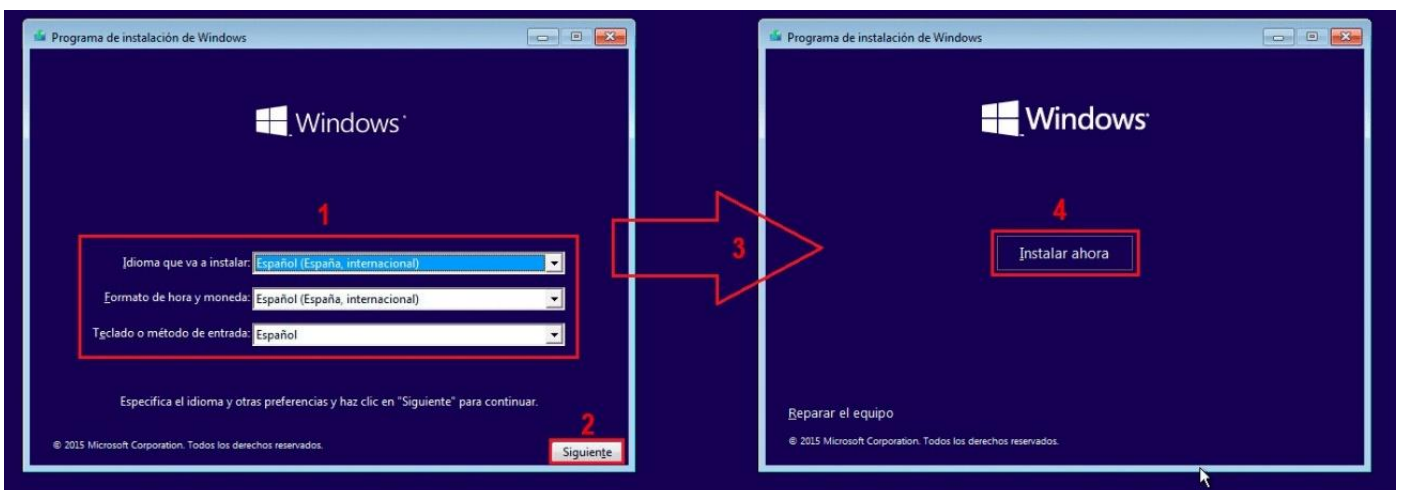 Programa de instalación de Windows
Windows
1
Idioma que va a instalar: Español (España, internacional)
Formato de hora y moneda: Español (España, internacional)
Teclado o método de entrada: Español
Especifica el idioma y otras preferencias y haz clic en "Siguiente" para continuar.
2
© 2015 Microsoft Corporation. Todos los derechos reservados.
Siguiente
3
Programa de instalación de Windows
Windows
4
Instalar ahora
Reparar el equipo
© 2015 Microsoft Corporation. Todos los derechos reservados.